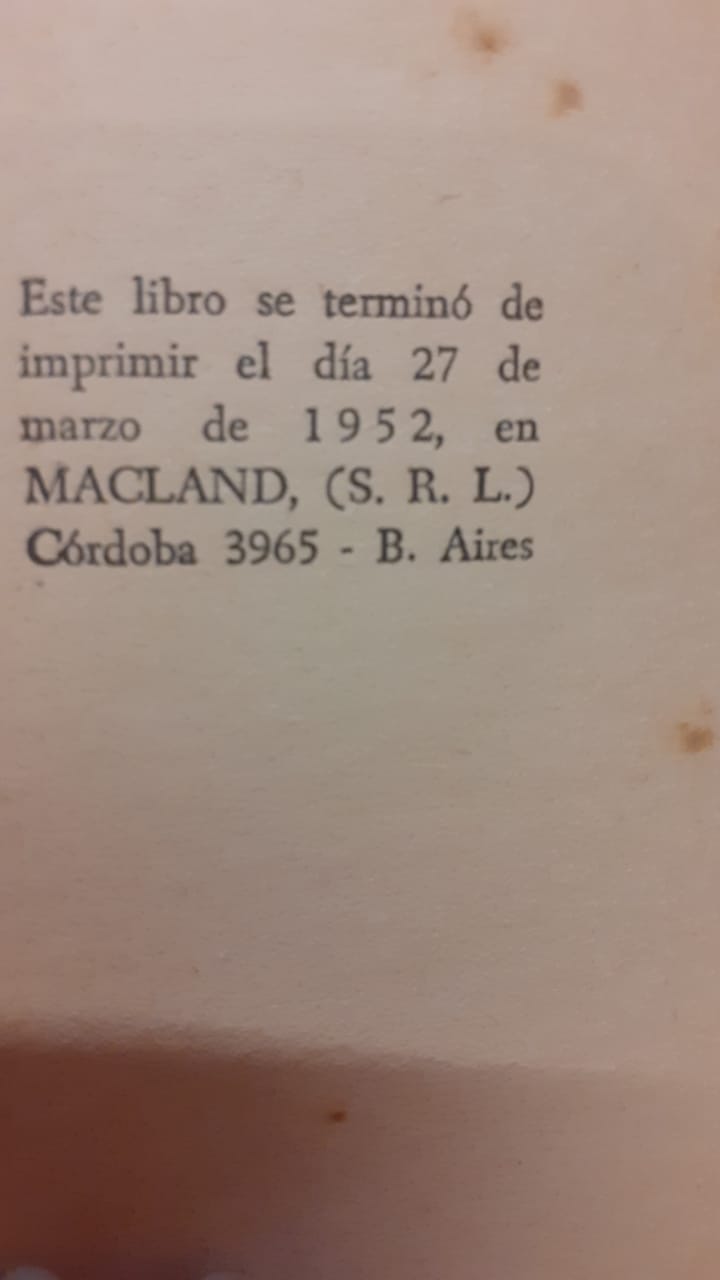 Este libro se terminó de
imprimir el día 27 de
marzo de 1952, en
MACLAND, (S. R. L.)
Córdoba 3965 - B. Aires